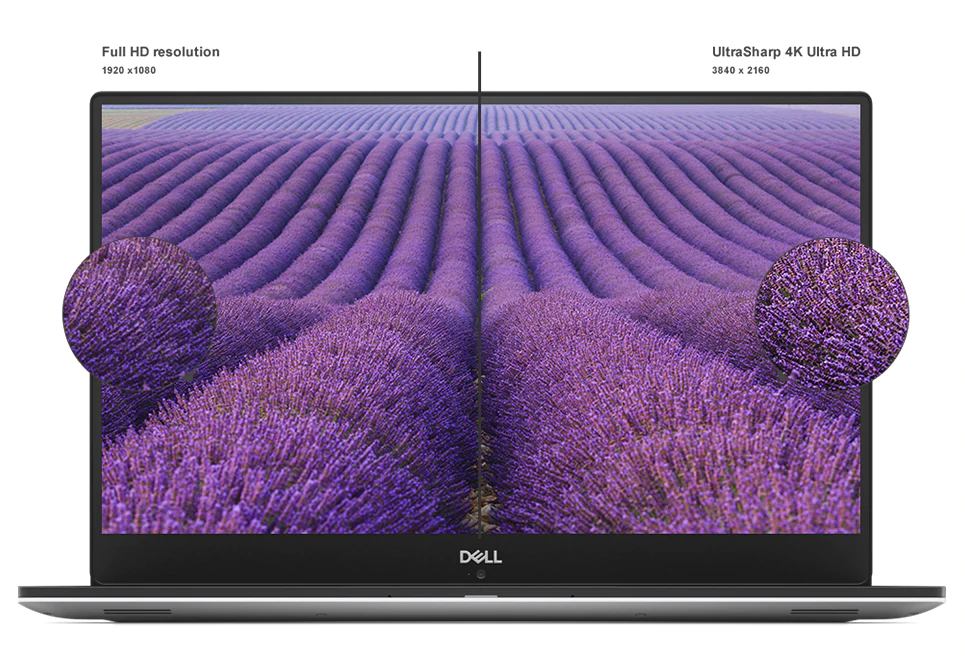 Full HD resolution
1920 x1080
UltraSharp 4K Ultra HD
3840 x 2160
DELL